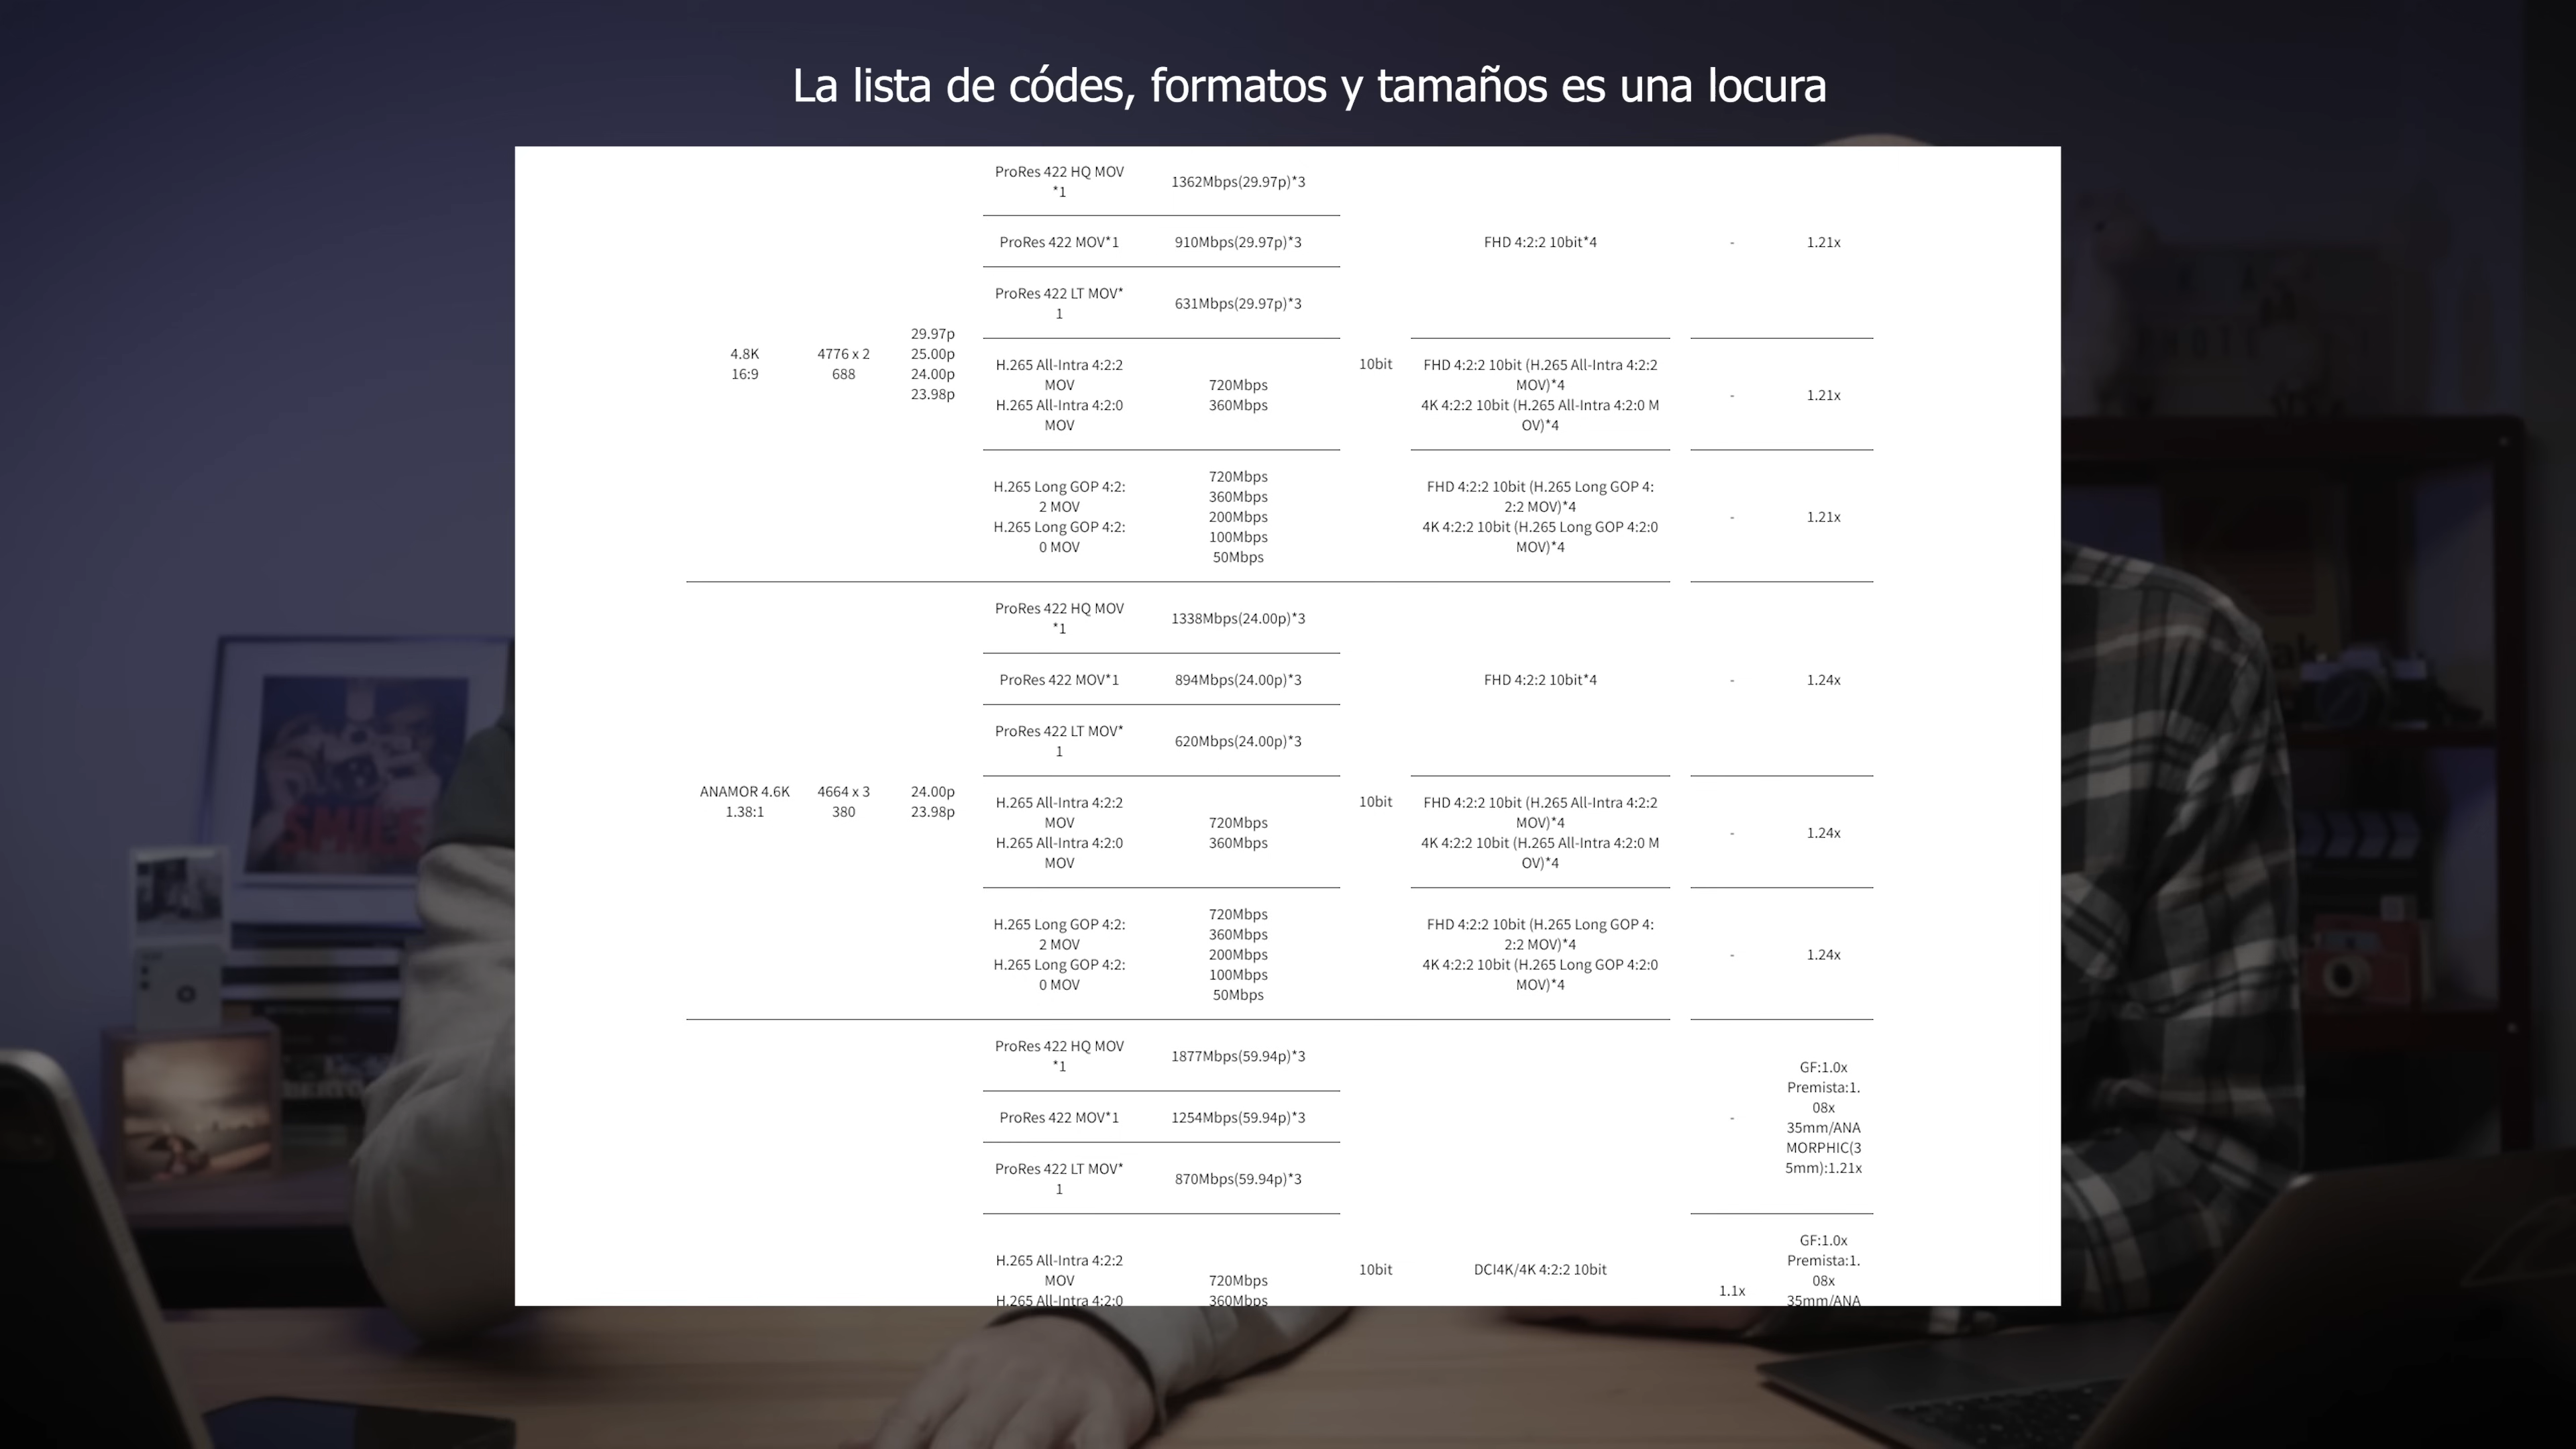 La lista de códes, formatos y tamaños es una locura
ProRes 422 HQ MOV
*1
1362Mbps(29.97p)*3
ProRes 422 MOV*1
910Mbps(29.97p)*3
FHD 4:2:2 10bit*4
-
1.21x
ProRes 422 LT MOV*
1
631Mbps(29.97p)*3
4.8K
16:9
4776 x 2
688
29.97p
25.00p
24.00p
23.98p
H.265 All-Intra 4:2:2
MOV
H.265 All-Intra 4:2:0
MOV
720Mbps
360Mbps
10bit
FHD 4:2:2 10bit (H.265 All-Intra 4:2:2
MOV)*4
4K 4:2:2 10bit (H.265 All-Intra 4:2:0 M
OV)*4
-
1.21x
H.265 Long GOP 4:2:
2 MOV
H.265 Long GOP 4:2:
0 MOV
720Mbps
360Mbps
200Mbps
100Mbps
50Mbps
FHD 4:2:2 10bit (H.265 Long GOP 4:
2:2 MOV)*4
4K 4:2:2 10bit (H.265 Long GOP 4:2:0
MOV)*4
-
1.21x
ProRes 422 HQ MOV
*1
1338Mbps(24.00p)*3
ProRes 422 MOV*1
894Mbps(24.00p)*3
FHD 4:2:2 10bit*4
-
1.24x
ProRes 422 LT MOV*
1
620Mbps(24.00p)*3
ANAMOR 4.6K
1.38:1
4664 x 3
380
24.00p
23.98p
H.265 All-Intra 4:2:2
MOV
H.265 All-Intra 4:2:0
MOV
720Mbps
360Mbps
10bit
FHD 4:2:2 10bit (H.265 All-Intra 4:2:2
MOV)*4
4K 4:2:2 10bit (H.265 All-Intra 4:2:0 M
OV)*4
-
1.24x
H.265 Long GOP 4:2:
2 MOV
H.265 Long GOP 4:2:
0 MOV
720Mbps
360Mbps
200Mbps
100Mbps
50Mbps
FHD 4:2:2 10bit (H.265 Long GOP 4:
2:2 MOV)*4
4K 4:2:2 10bit (H.265 Long GOP 4:2:0
MOV)*4
-
1.24x
ProRes 422 HQ MOV
*1
1877Mbps(59.94p)*3
ProRes 422 MOV*1
1254Mbps(59.94p)*3
-
GF:1.0x
Premista:1.
08x
35mm/ANA
MORPHIC(3
5mm):1.21x
ProRes 422 LT MOV*
1
870Mbps(59.94p)*3
H.265 All-Intra 4:2:2
MOV
H.265 All-Intra 4:2:0
720Mbps
360Mbps
10bit
DCI4K/4K 4:2:2 10bit
1.1x
GF:1.0x
Premista:1.
08x
35mm/ANA
SMILE